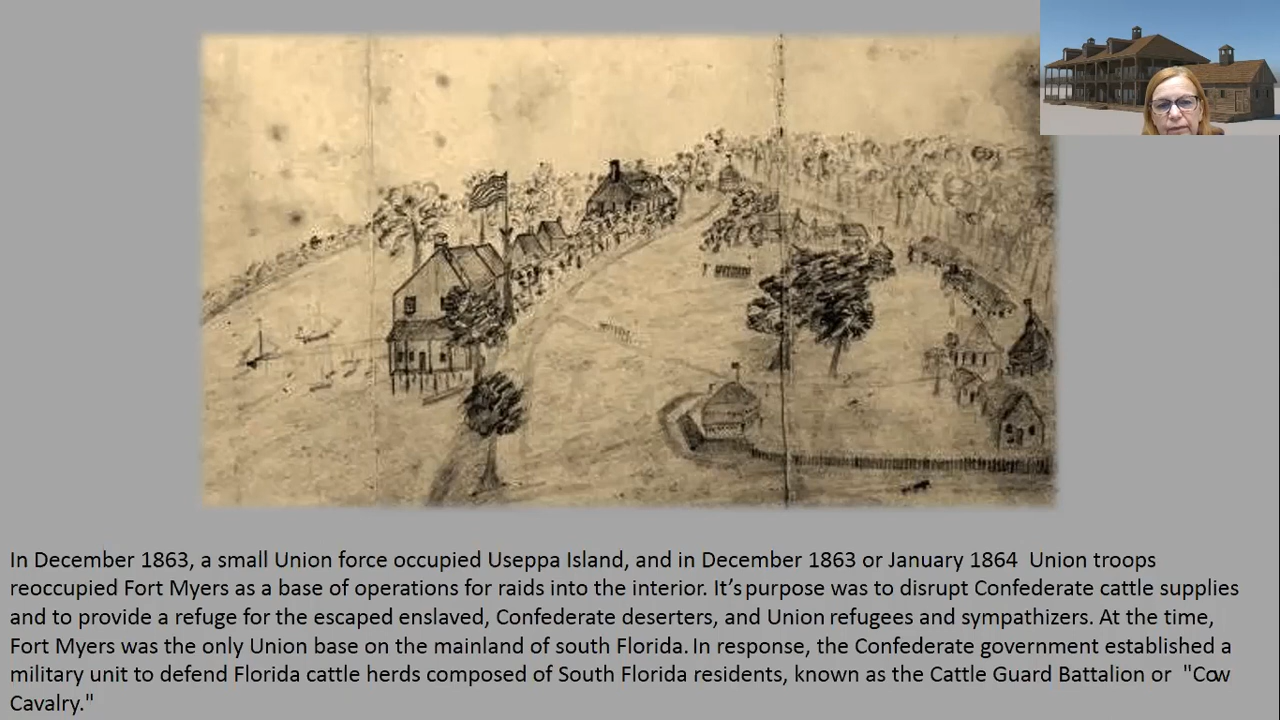 In December 1863, a small Union force occupied Useppa Island, and in December 1863 or January 1864  Union troops
reoccupied Fort Myers as a base of operations for raids into the interior. It’s purpose was to disrupt Confederate cattle supplies
and to provide a refuge for the escaped enslaved, Confederate deserters, and Union refugees and sympathizers. At the time,
Fort Myers was the only Union base on the mainland of south Florida. In response, the Confederate government established a
military unit to defend Florida cattle herds composed of South Florida residents, known as the Cattle Guard Battalion or  "Cow
Cavalry."